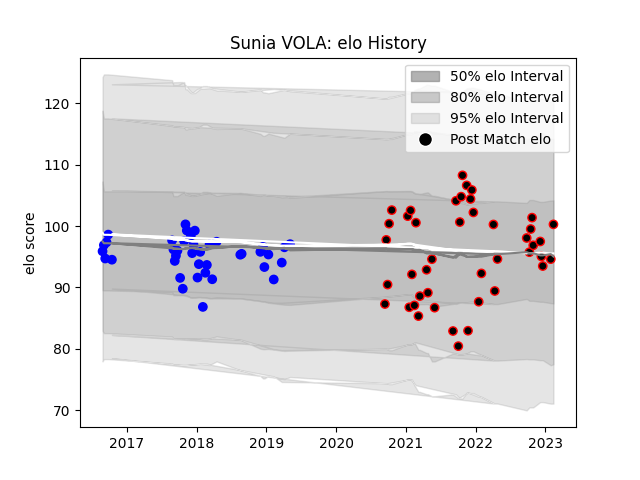 Sunia VOLA: elo History
50% elo Interval
80% elo Interval
95% elo Interval
Post Match elo
elo score
120
110
100
90
80
70
2017 2018 2019 2020 2021 2022 2023